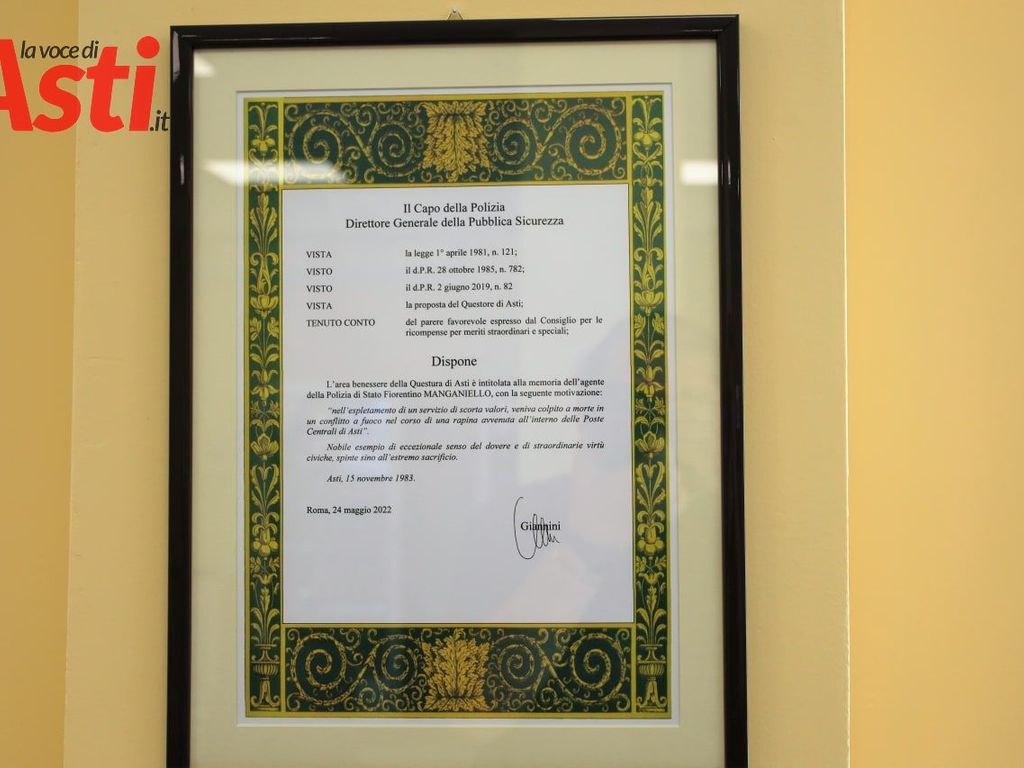 la voce di
Asti
.it
Il Capo della Polizia
Direttore Generale della Pubblica Sicurezza
VISTA la legge 1° aprile 1981, n. 121;
VISTO il d.P.R. 28 ottobre 1985, n. 782;
VISTO il d.P.R. 2 giugno 2019, n. 82
VISTA la proposta del Questore di Asti;
TENUTO CONTO del parere favorevole espresso dal Consiglio per le
ricompense per meriti straordinari e speciali;
Dispone
L'area benessere della Questura di Asti è intitolata alla memoria dell'agente
della Polizia di Stato Fiorentino MANGANIELLO, con la seguente motivazione:
"nell'espletamento di un servizio di scorta valori, veniva colpito a morte in
un conflitto a fuoco nel corso di una rapina avvenuta all'interno delle Poste
Centrali di Asti".
Nobile esempio di eccezionale senso del dovere e di straordinarie virtù
civiche, spinte sino all'estremo sacrificio.
Asti, 15 novembre 1983.
Roma, 24 maggio 2022
Giannini